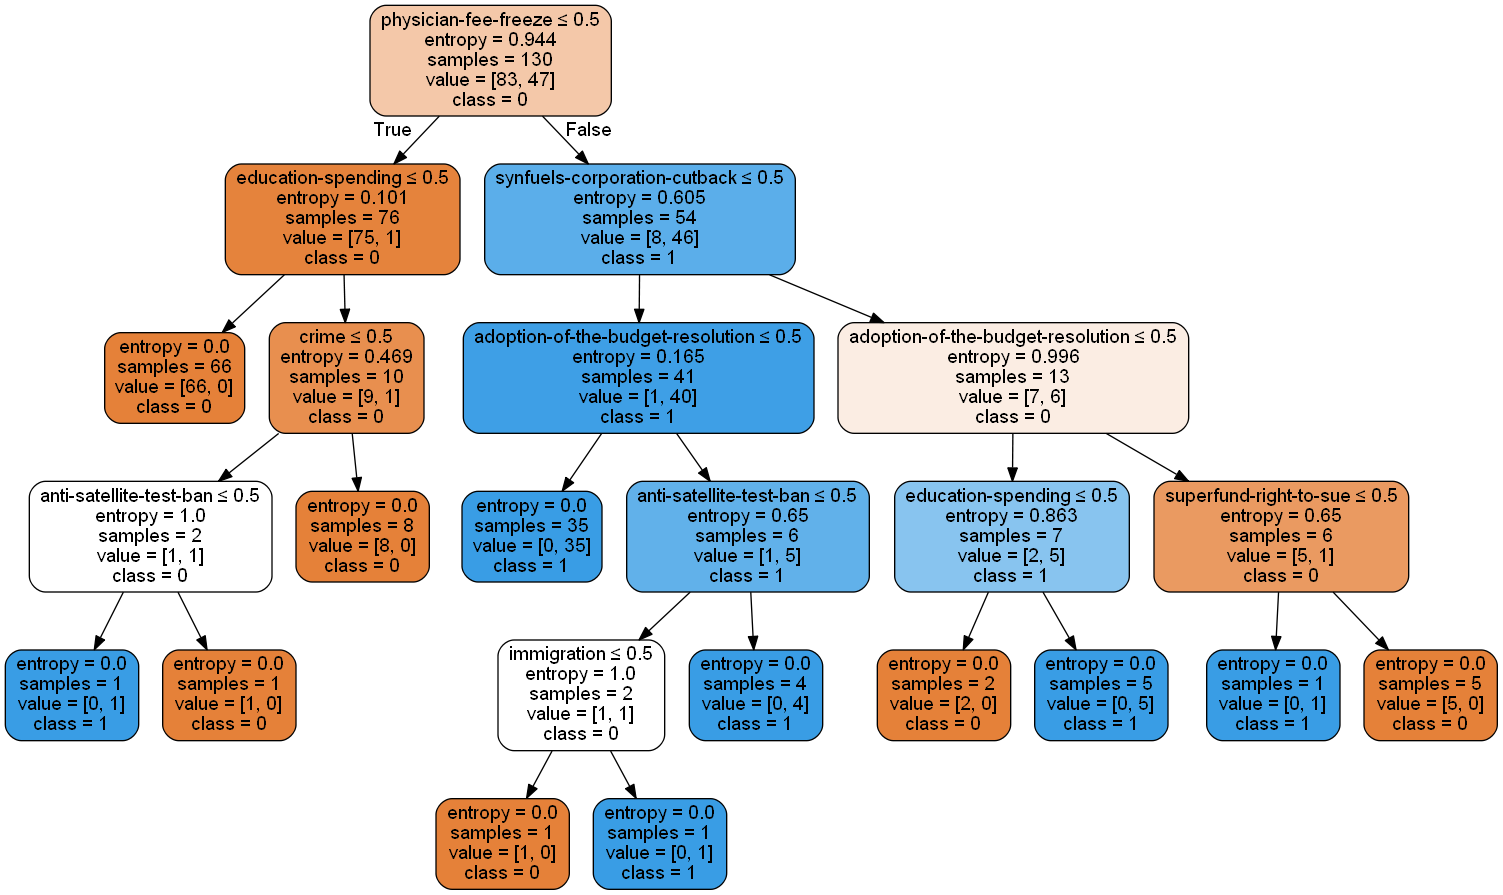 physician-fee-freeze ≤ 0.5
entropy = 0.944
samples = 130
value = [83, 47]
class = 0
True
False
education-spending ≤ 0.5
entropy = 0.101
samples = 76
value = [75, 1]
class = 0
synfuels-corporation-cutback ≤ 0.5
entropy = 0.605
samples = 54
value = [8, 46]
class = 1
entropy = 0.0
samples = 66
value = [66, 0]
class = 0
crime ≤ 0.5
entropy = 0.469
samples = 10
value = [9, 1]
class = 0
adoption-of-the-budget-resolution ≤ 0.5
entropy = 0.165
samples = 41
value = [1, 40]
class = 1
adoption-of-the-budget-resolution ≤ 0.5
entropy = 0.996
samples = 13
value = [7, 6]
class = 0
anti-satellite-test-ban ≤ 0.5
entropy = 1.0
samples = 2
value = [1, 1]
class = 0
entropy = 0.0
samples = 8
value = [8, 0]
class = 0
entropy = 0.0
samples = 35
value = [0, 35]
class = 1
anti-satellite-test-ban ≤ 0.5
entropy = 0.65
samples = 6
value = [1, 5]
class = 1
education-spending ≤ 0.5
entropy = 0.863
samples = 7
value = [2, 5]
class = 1
superfund-right-to-sue ≤ 0.5
entropy = 0.65
samples = 6
value = [5, 1]
class = 0
entropy = 0.0
samples = 1
value = [0, 1]
class = 1
entropy = 0.0
samples = 1
value = [1, 0]
class = 0
immigration ≤ 0.5
entropy = 1.0
samples = 2
value = [1, 1]
class = 0
entropy = 0.0
samples = 4
value = [0, 4]
class = 1
entropy = 0.0
samples = 2
value = [2, 0]
class = 0
entropy = 0.0
samples = 5
value = [0, 5]
class = 1
entropy = 0.0
samples = 1
value = [0, 1]
class = 1
entropy = 0.0
samples = 5
value = [5, 0]
class = 0
entropy = 0.0
samples = 1
value = [1, 0]
class = 0
entropy = 0.0
samples = 1
value = [0, 1]
class = 1